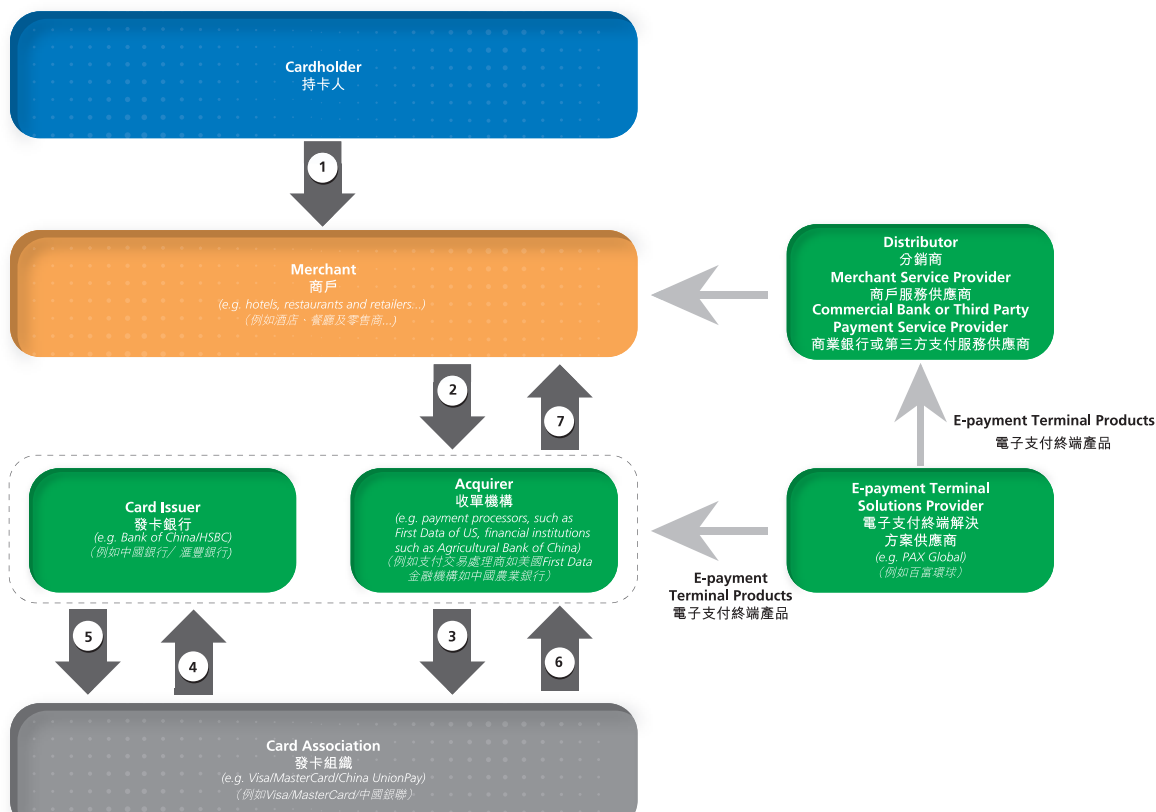 Cardholder
持卡人
1
Merchant
商戶
(e.g. hotels, restaurants and retailers...)
（例如酒店、餐廳及零售商...)
Distributor
分銷商
Merchant Service Provider
商戶服務供應商
Commercial Bank or Third Party
Payment Service Provider
商業銀行或第三方支付服務供應商
2
7
E-payment Terminal Products
電子支付終端產品
Card Issuer
發卡銀行
(e.g. Bank of China/HSBC)
（例如中國銀行／匯豐銀行)
Acquirer
收單機構
(e.g. payment processors, such as
First Data of US, financial institutions
such as Agricultural Bank of China)
（例如支付交易處理商如美國First Data
金融機構如中國農業銀行）
E-payment Terminal
Solutions Provider
電子支付終端解決
方案供應商
(e.g. PAX Global)
（例如百富環球）
E-payment
Terminal Products
電子支付終端產品
5
4
3
6
Card Association
發卡組織
(e.g. Visa/MasterCard/China UnionPay)
（例如Visa/MasterCard/中國銀聯）